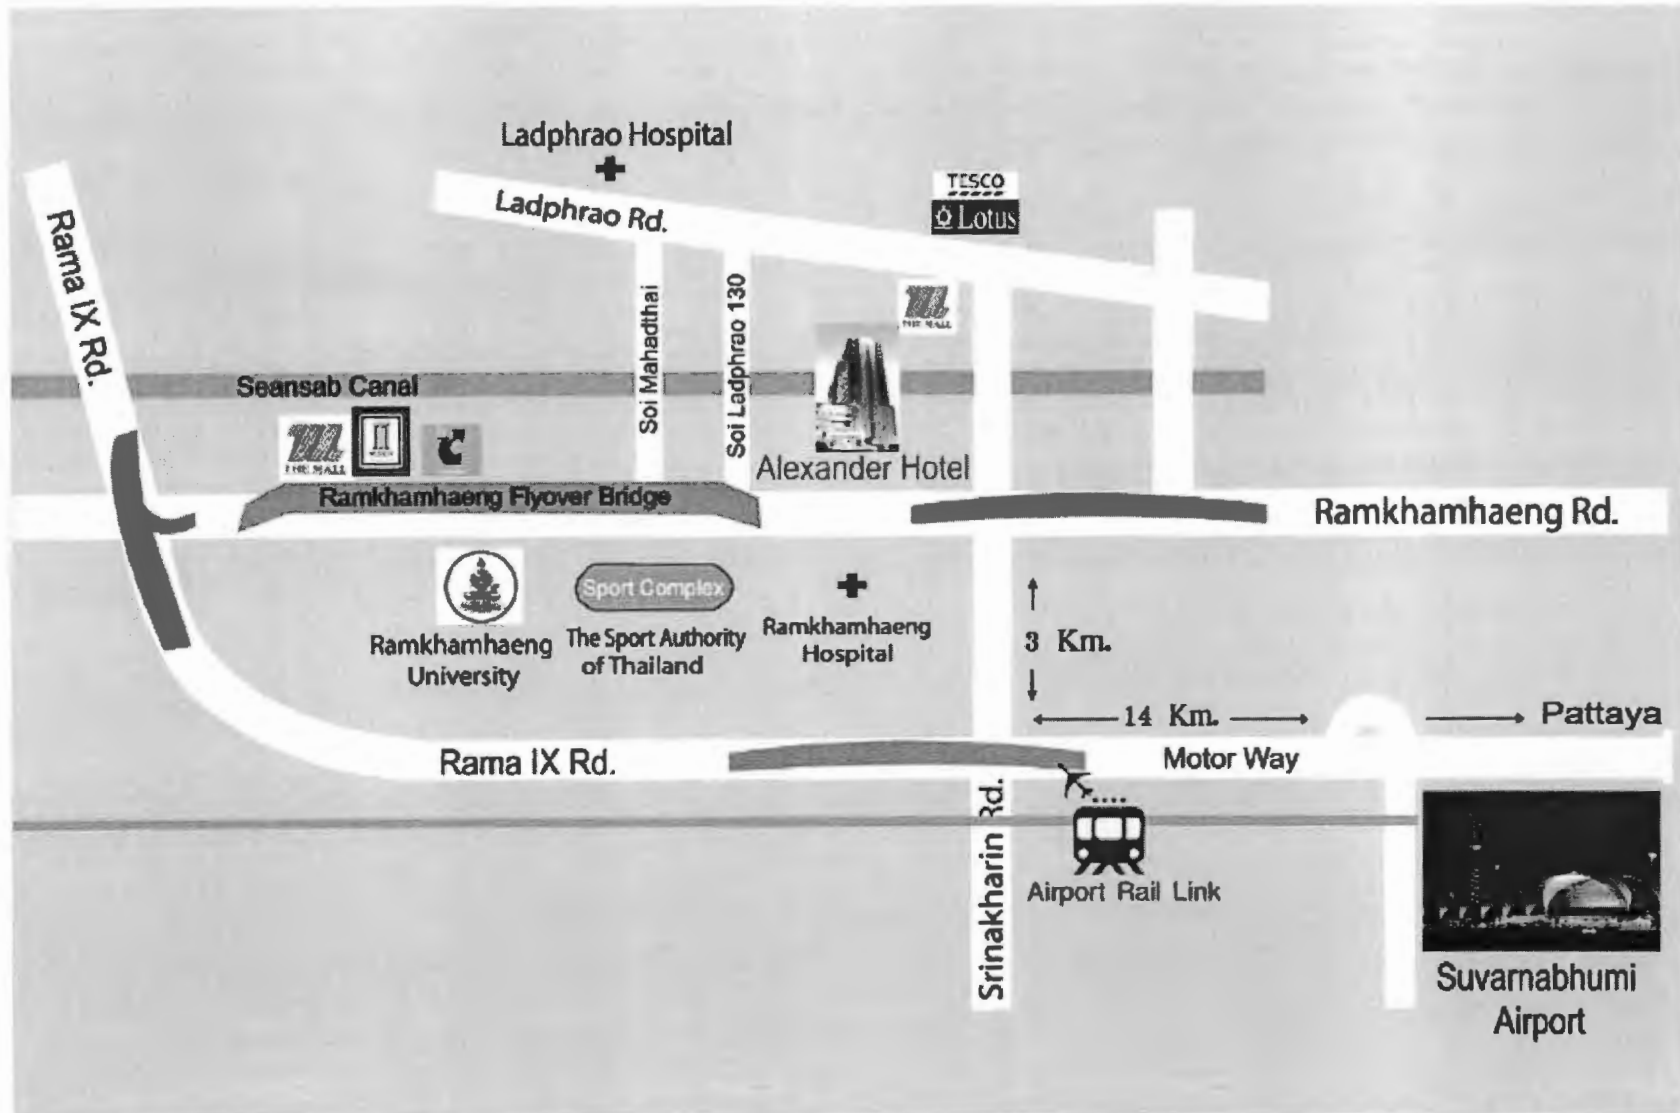 Ladphrao Hospital
TESCO
Lotus
Ladphrao Rd.
Rama IX Rd.
Soi Mahadthai
Soi Ladphrao 130
THE MALL
Seansab Canal
THE MALL
Alexander Hotel
Ramkhamhaeng Flyover Bridge
Ramkhamhaeng Rd.
Sport Complex
Ramkhamhaeng
University
The Sport Authority
of Thailand
Ramkhamhaeng
Hospital
3 Km.
14 Km.
Pattaya
Rama IX Rd.
Motor Way
Srinakharin Rd.
Airport Rail Link
Suvarnabhumi
Airport